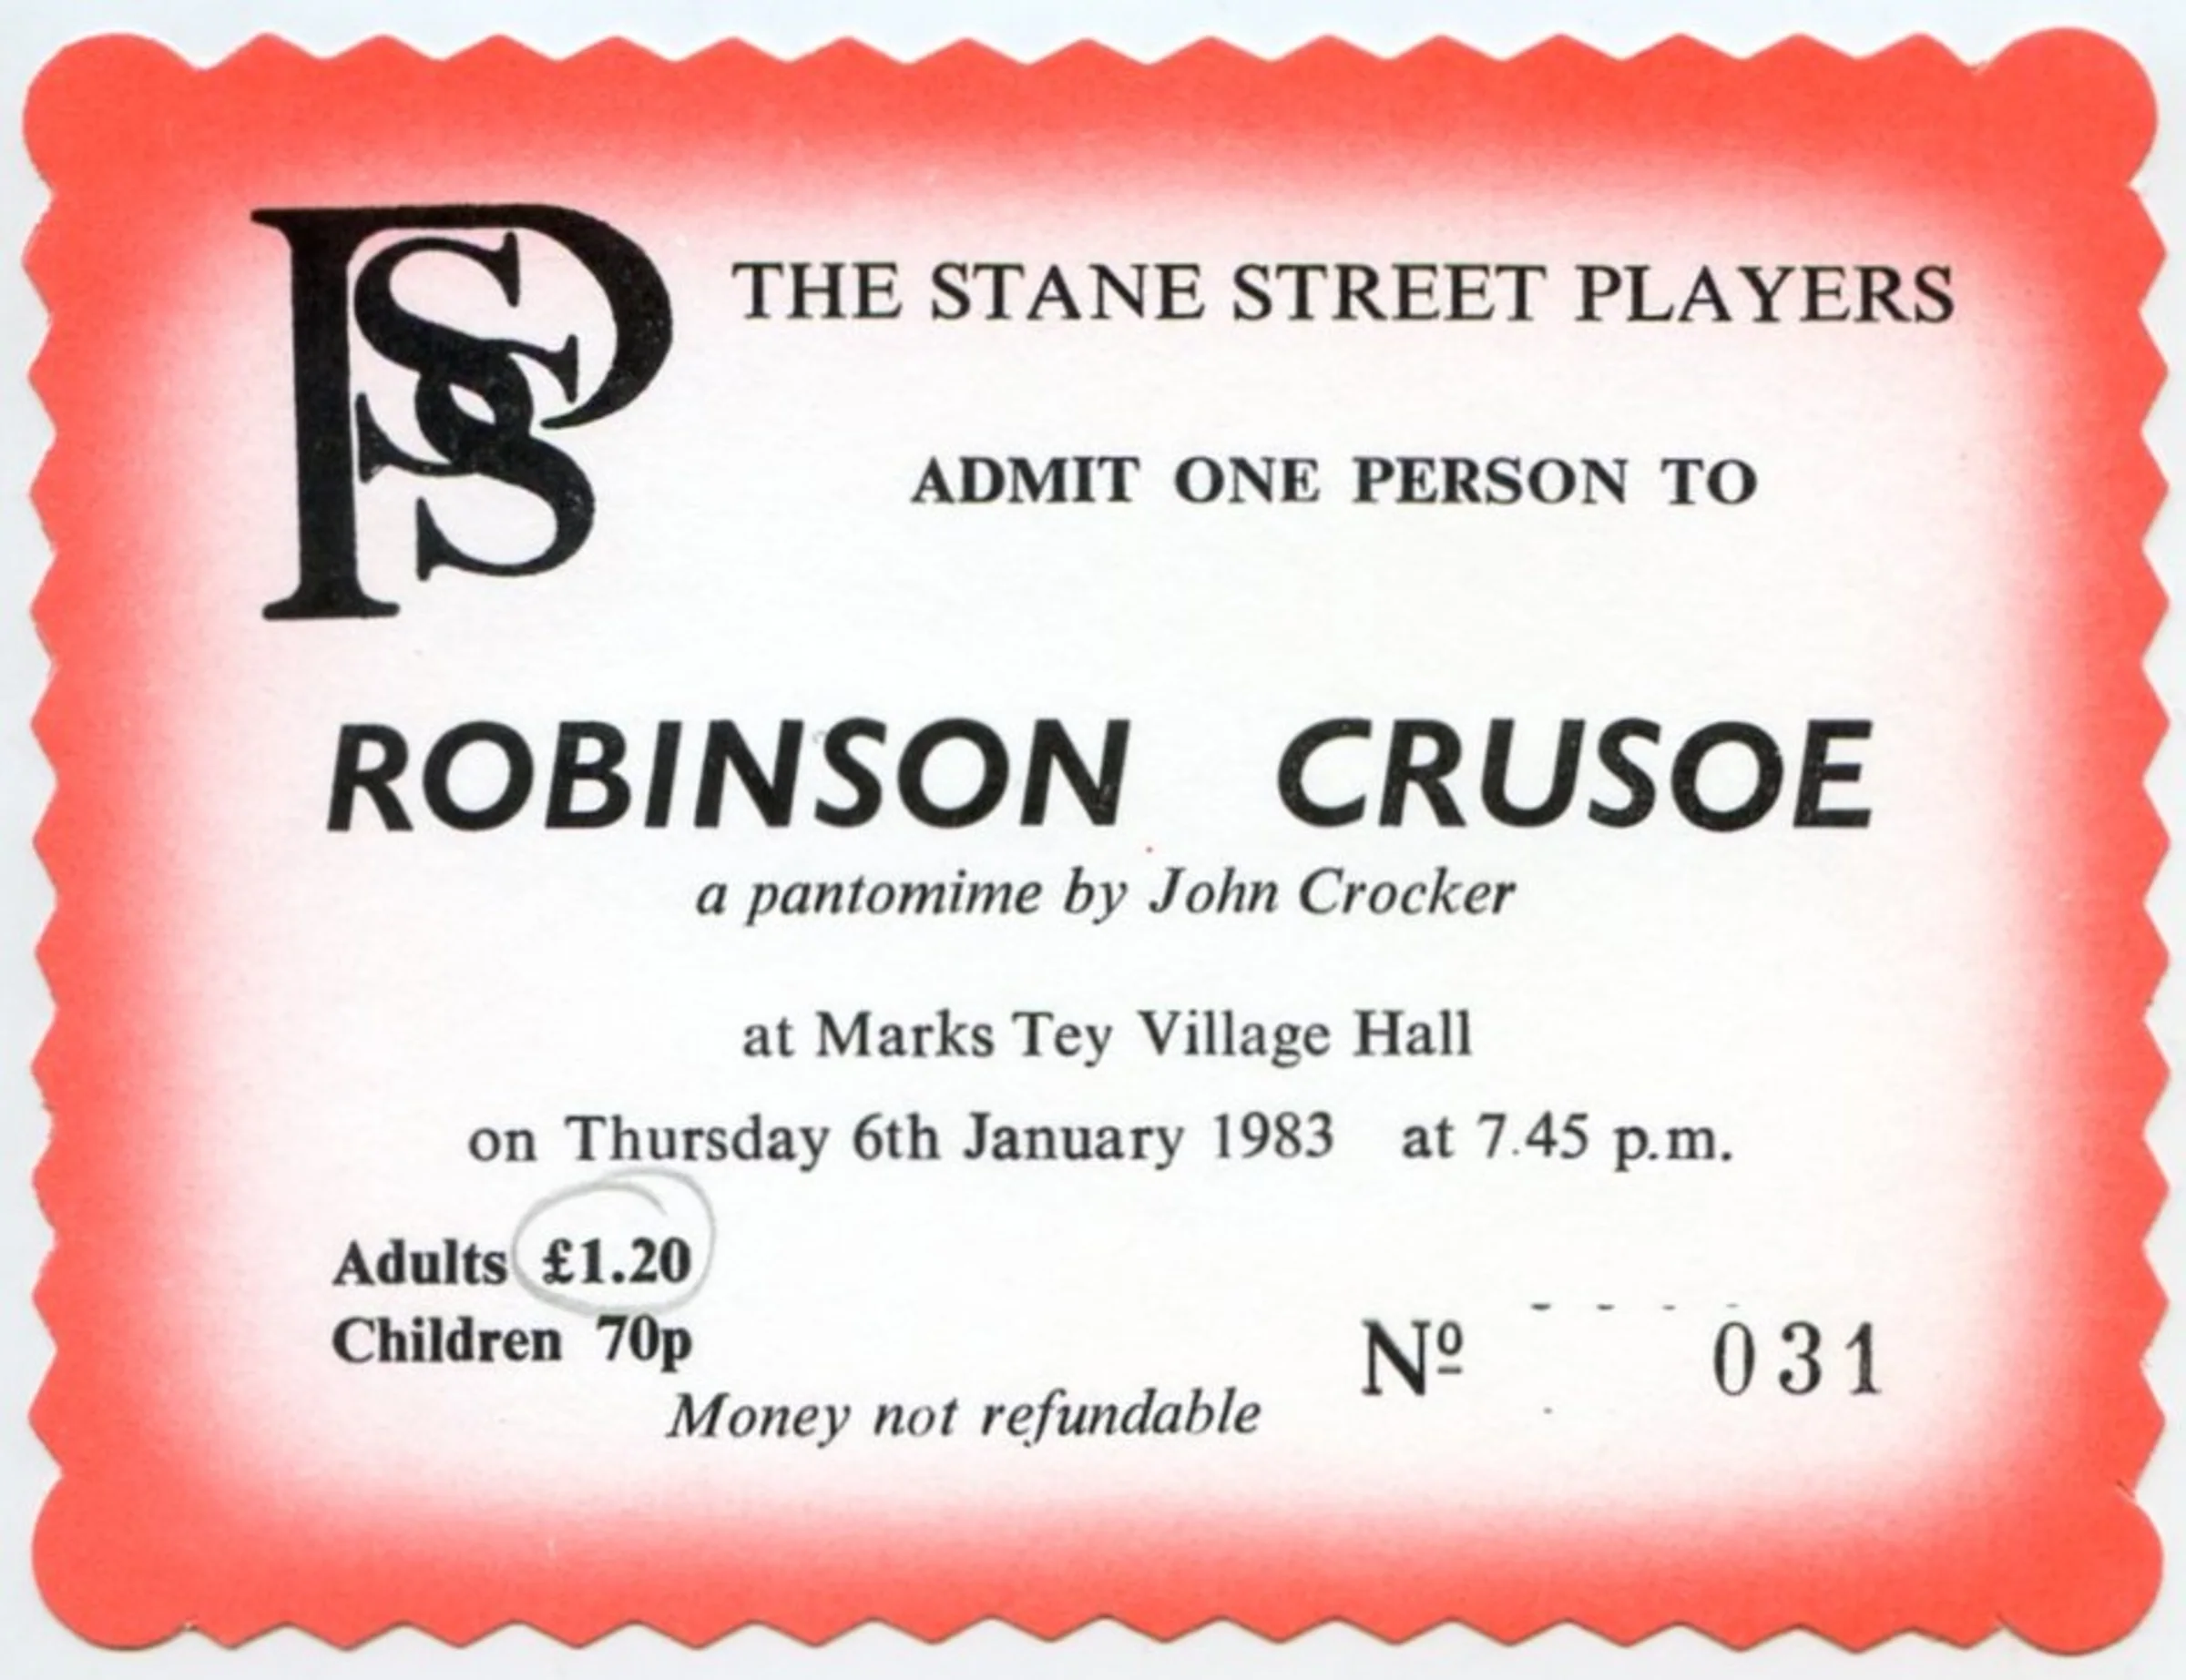 PSS
THE STANE STREET PLAYERS
ADMIT ONE PERSON TO
ROBINSON CRUSOE
a pantomime by John Crocker
at Marks Tey Village Hall
on Thursday 6th January 1983 at 7.45 p.m.
Adults £1.20
Children 70p
Nº 031
Money not refundable